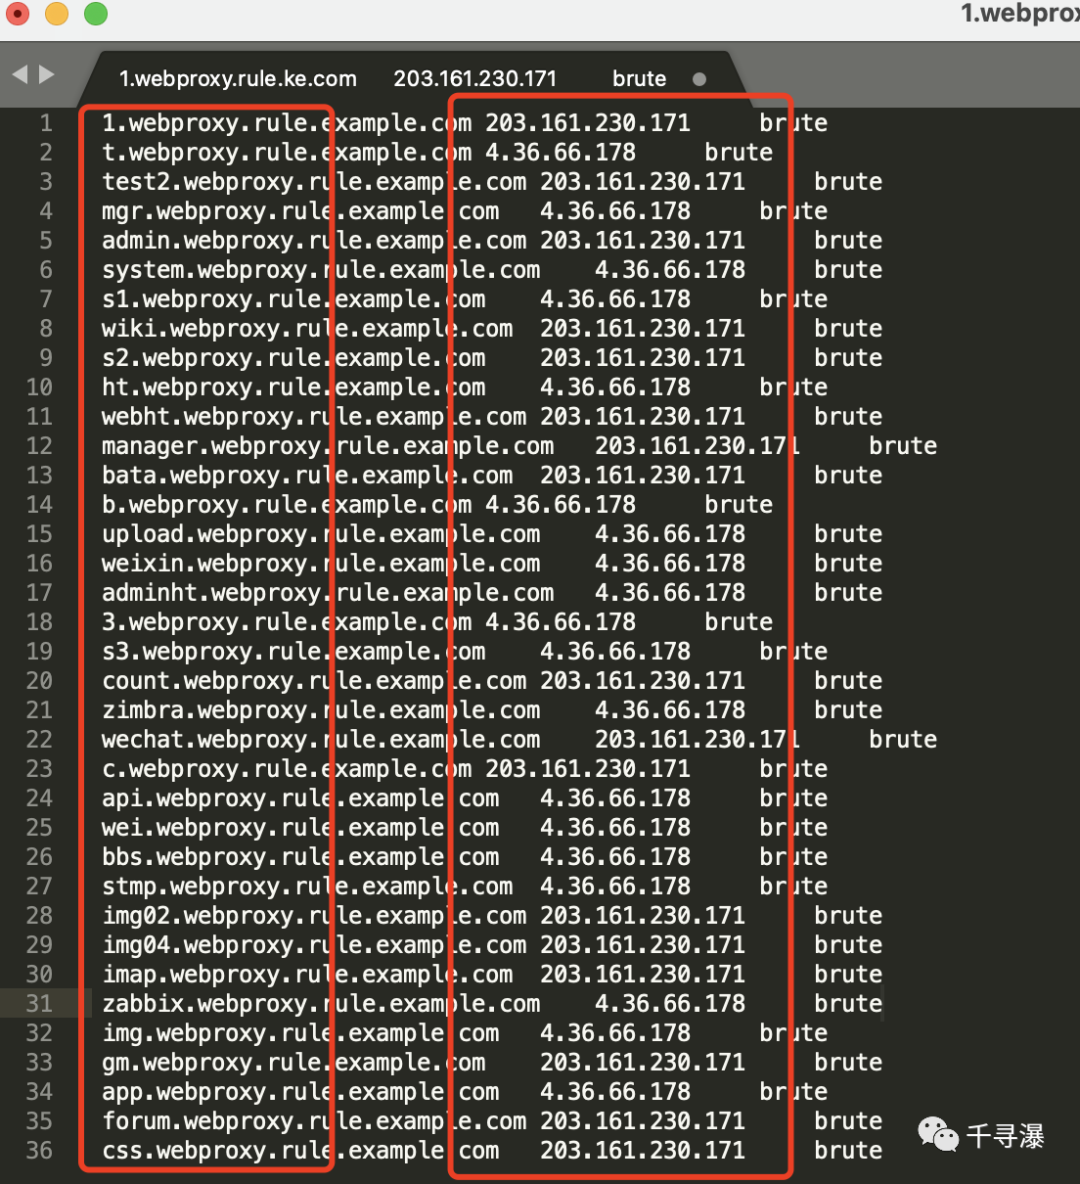 1.webprox
1.webproxy.rule.ke.com 203.161.230.171 brute
1 1.webproxy.rule.example.com 203.161.230.171 brute
2 t.webproxy.rule.example.com 4.36.66.178 brute
3 test2.webproxy.rule.example.com 203.161.230.171 brute
4 mgr.webproxy.rule.example.com 4.36.66.178 brute
5 admin.webproxy.rule.example.com 203.161.230.171 brute
6 system.webproxy.rule.example.com 4.36.66.178 brute
7 s1.webproxy.rule.example.com 4.36.66.178 brute
8 wiki.webproxy.rule.example.com 203.161.230.171 brute
9 s2.webproxy.rule.example.com 203.161.230.171 brute
10 ht.webproxy.rule.example.com 4.36.66.178 brute
11 webht.webproxy.rule.example.com 203.161.230.171 brute
12 manager.webproxy.rule.example.com 203.161.230.171 brute
13 bata.webproxy.rule.example.com 203.161.230.171 brute
14 b.webproxy.rule.example.com 4.36.66.178 brute
15 upload.webproxy.rule.example.com 4.36.66.178 brute
16 weixin.webproxy.rule.example.com 4.36.66.178 brute
17 adminht.webproxy.rule.example.com 4.36.66.178 brute
18 3.webproxy.rule.example.com 4.36.66.178 brute
19 s3.webproxy.rule.example.com 4.36.66.178 brute
20 count.webproxy.rule.example.com 203.161.230.171 brute
21 zimbra.webproxy.rule.example.com 4.36.66.178 brute
22 wechat.webproxy.rule.example.com 203.161.230.171 brute
23 c.webproxy.rule.example.com 203.161.230.171 brute
24 api.webproxy.rule.example.com 4.36.66.178 brute
25 wei.webproxy.rule.example.com 4.36.66.178 brute
26 bbs.webproxy.rule.example.com 4.36.66.178 brute
27 stmp.webproxy.rule.example.com 4.36.66.178 brute
28 img02.webproxy.rule.example.com 203.161.230.171 brute
29 img04.webproxy.rule.example.com 203.161.230.171 brute
30 imap.webproxy.rule.example.com 203.161.230.171 brute
31 zabbix.webproxy.rule.example.com 4.36.66.178 brute
32 img.webproxy.rule.example.com 4.36.66.178 brute
33 gm.webproxy.rule.example.com 203.161.230.171 brute
34 app.webproxy.rule.example.com 4.36.66.178 brute
35 forum.webproxy.rule.example.com 203.161.230.171 brute
36 css.webproxy.rule.example.com 203.161.230.171 brute
千寻瀑